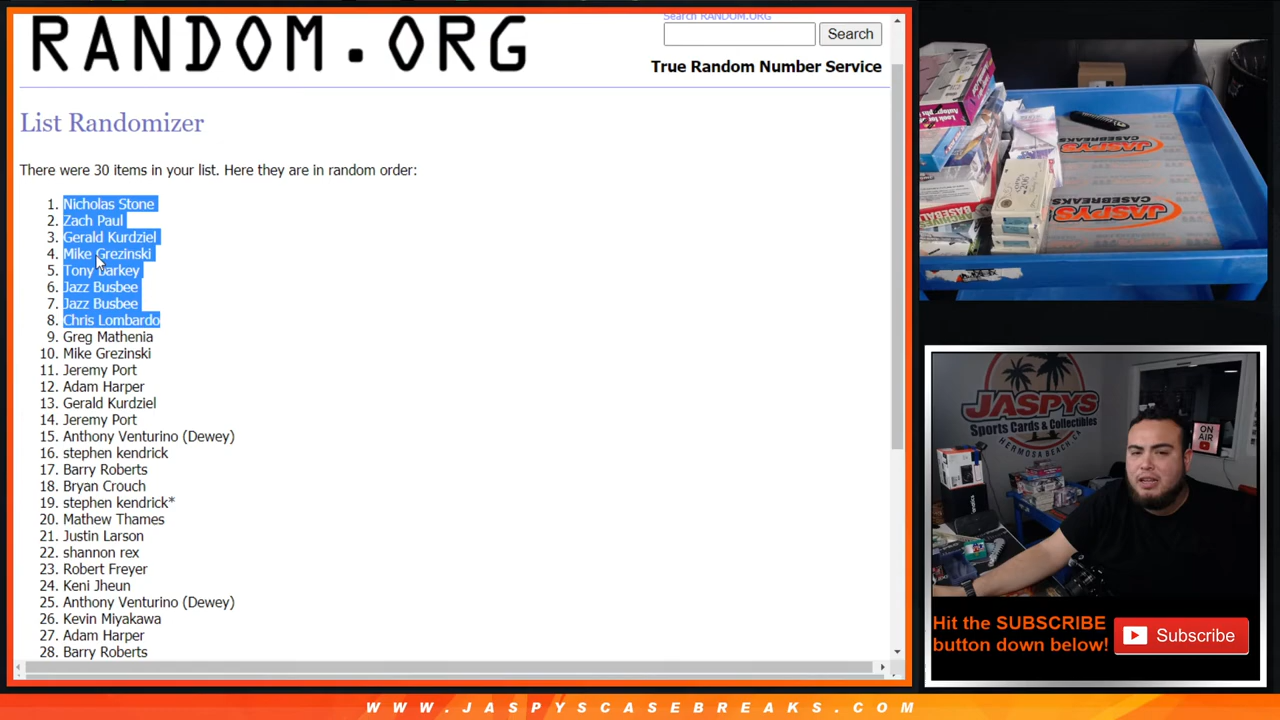 RANDOM.ORG
Search RANDOM.ORG
Search
True Random Number Service
List Randomizer
There were 30 items in your list. Here they are in random order:
1. Nicholas Stone
2. Zach Paul
3. Gerald Kurdziel
4. Mike Grezinski
5. Tony Barkey
6. Jazz Busbee
7. Jazz Busbee
8. Chris Lombardo
9. Greg Mathenia
10. Mike Grezinski
11. Jeremy Port
12. Adam Harper
13. Gerald Kurdziel
14. Jeremy Port
15. Anthony Venturino (Dewey)
16. stephen kendrick
17. Barry Roberts
18. Bryan Crouch
19. stephen kendrick*
20. Mathew Thames
21. Justin Larson
22. shannon rex
23. Robert Freyer
24. Keni Jheun
25. Anthony Venturino (Dewey)
26. Kevin Miyakawa
27. Adam Harper
28. Barry Roberts
JASPYS
CASEBREAKS
JASPYS
CASEBREAKS
BASEBALL
JASPYS
Sports Cards & Collectibles
HERMOSA BEACH, CA
ON AIR
Hit the SUBSCRIBE
button down below!
Subscribe
WWW.JASPYSCASEBREAKS.COM